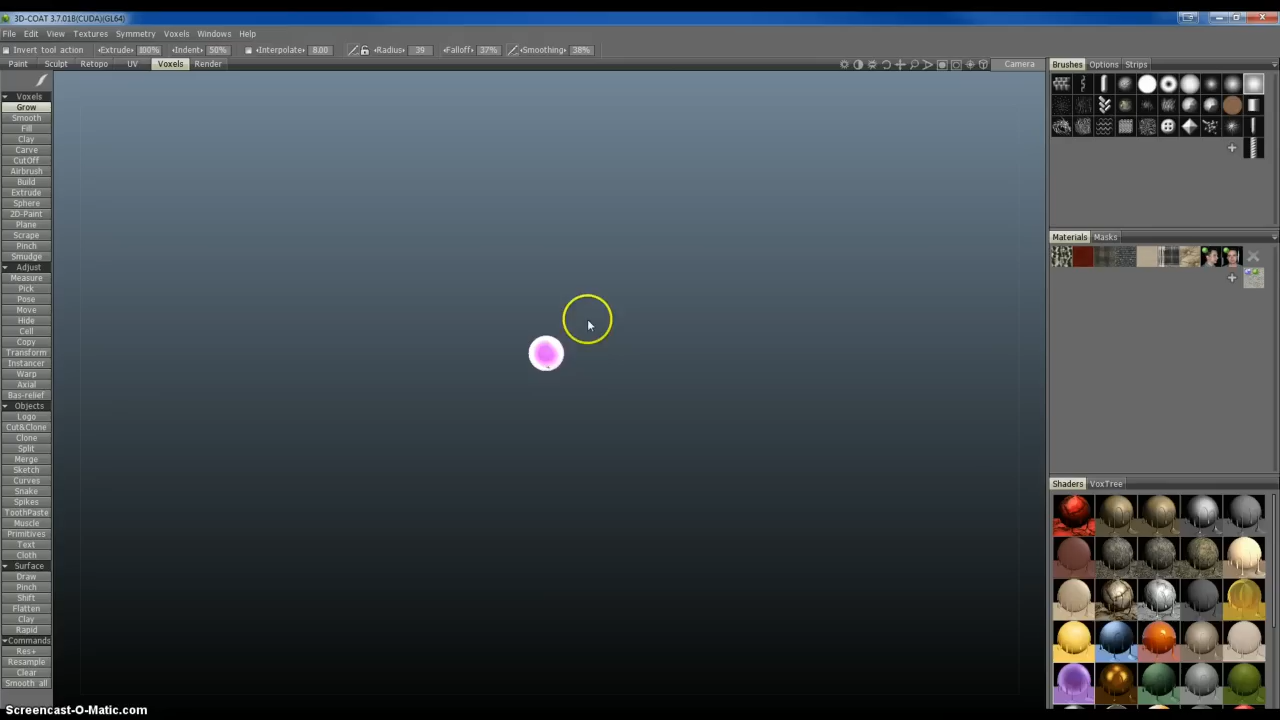 3D-COAT 3.7.01B(CUDA)(GL64)
File Edit View Textures Symmetry Voxels Windows Help
Invert tool action Extrude: 100% Indent: 50% Interpolate: 8.00 Radius: 39 Falloff: 37% Smoothing: 38%
Paint Sculpt Retopo UV Voxels Render Camera Brushes Options Strips
Voxels
Grow
Smooth
Fill
Clay
Carve
CutOff
Airbrush
Build
Extrude
Sphere
2D-Paint
Plane
Scrape
Pinch
Smudge
Adjust
Measure
Pick
Pose
Move
Hide
Cell
Copy
Transform
Instancer
Warp
Axial
Bas-relief
Objects
Logo
Cut&Clone
Clone
Split
Merge
Sketch
Curves
Snake
Spikes
ToothPaste
Muscle
Primitives
Text
Cloth
Surface
Draw
Pinch
Shift
Flatten
Clay
Rapid
Commands
Res+
Resample
Clear
Smooth all
Materials Masks
Shaders VoxTree
Screencast-O-Matic.com